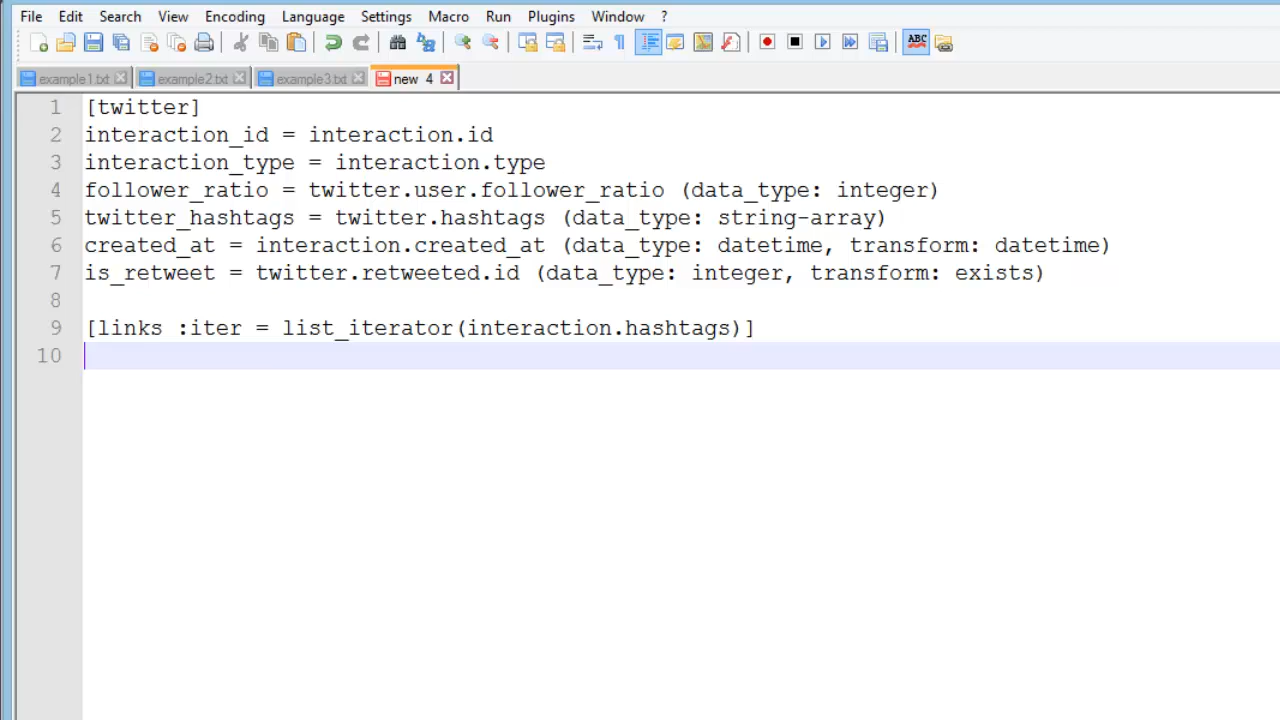 File Edit Search View Encoding Language Settings Macro Run Plugins Window ?
ABC
example1.txt example2.txt example3.txt new 4
1 [twitter]
2 interaction_id = interaction.id
3 interaction_type = interaction.type
4 follower_ratio = twitter.user.follower_ratio (data_type: integer)
5 twitter_hashtags = twitter.hashtags (data_type: string-array)
6 created_at = interaction.created_at (data_type: datetime, transform: datetime)
7 is_retweet = twitter.retweeted.id (data_type: integer, transform: exists)
8
9 [links :iter = list_iterator(interaction.hashtags)]
10